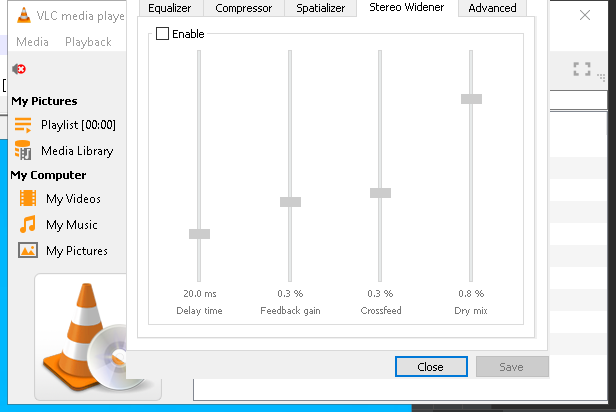 VLC media playe
Equalizer Compressor Spatializer Stereo Widener Advanced
Media Playback
Enable
My Pictures
Playlist [00:00]
Media Library
My Computer
My Videos
My Music
My Pictures
20.0 ms 0.3 % 0.3 % 0.8 %
Delay time Feedback gain Crossfeed Dry mix
Close Save